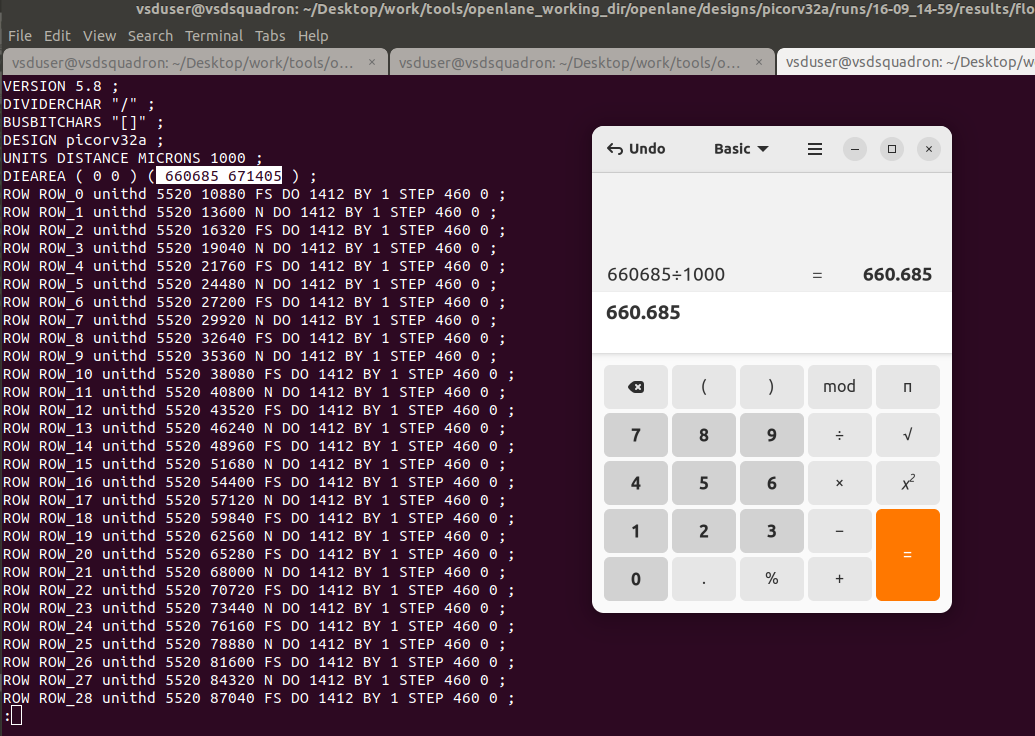 vsduser@vsdsquadron: ~/Desktop/work/tools/openlane_working_dir/openlane/designs/picorv32a/runs/16-09_14-59/results/flo
File Edit View Search Terminal Tabs Help
vsduser@vsdsquadron: ~/Desktop/work/tools/o... × vsduser@vsdsquadron: ~/Desktop/work/tools/o... × vsduser@vsdsquadron: ~/Desktop/w
VERSION 5.8 ;
DIVIDERCHAR "/" ;
BUSBITCHARS "[]" ;
DESIGN picorv32a ;
UNITS DISTANCE MICRONS 1000 ;
DIEAREA ( 0 0 ) ( 660685 671405 ) ;
ROW ROW_0 unithd 5520 10880 FS DO 1412 BY 1 STEP 460 0 ;
ROW ROW_1 unithd 5520 13600 N DO 1412 BY 1 STEP 460 0 ;
ROW ROW_2 unithd 5520 16320 FS DO 1412 BY 1 STEP 460 0 ;
ROW ROW_3 unithd 5520 19040 N DO 1412 BY 1 STEP 460 0 ;
ROW ROW_4 unithd 5520 21760 FS DO 1412 BY 1 STEP 460 0 ;
ROW ROW_5 unithd 5520 24480 N DO 1412 BY 1 STEP 460 0 ;
ROW ROW_6 unithd 5520 27200 FS DO 1412 BY 1 STEP 460 0 ;
ROW ROW_7 unithd 5520 29920 N DO 1412 BY 1 STEP 460 0 ;
ROW ROW_8 unithd 5520 32640 FS DO 1412 BY 1 STEP 460 0 ;
ROW ROW_9 unithd 5520 35360 N DO 1412 BY 1 STEP 460 0 ;
ROW ROW_10 unithd 5520 38080 FS DO 1412 BY 1 STEP 460 0 ;
ROW ROW_11 unithd 5520 40800 N DO 1412 BY 1 STEP 460 0 ;
ROW ROW_12 unithd 5520 43520 FS DO 1412 BY 1 STEP 460 0 ;
ROW ROW_13 unithd 5520 46240 N DO 1412 BY 1 STEP 460 0 ;
ROW ROW_14 unithd 5520 48960 FS DO 1412 BY 1 STEP 460 0 ;
ROW ROW_15 unithd 5520 51680 N DO 1412 BY 1 STEP 460 0 ;
ROW ROW_16 unithd 5520 54400 FS DO 1412 BY 1 STEP 460 0 ;
ROW ROW_17 unithd 5520 57120 N DO 1412 BY 1 STEP 460 0 ;
ROW ROW_18 unithd 5520 59840 FS DO 1412 BY 1 STEP 460 0 ;
ROW ROW_19 unithd 5520 62560 N DO 1412 BY 1 STEP 460 0 ;
ROW ROW_20 unithd 5520 65280 FS DO 1412 BY 1 STEP 460 0 ;
ROW ROW_21 unithd 5520 68000 N DO 1412 BY 1 STEP 460 0 ;
ROW ROW_22 unithd 5520 70720 FS DO 1412 BY 1 STEP 460 0 ;
ROW ROW_23 unithd 5520 73440 N DO 1412 BY 1 STEP 460 0 ;
ROW ROW_24 unithd 5520 76160 FS DO 1412 BY 1 STEP 460 0 ;
ROW ROW_25 unithd 5520 78880 N DO 1412 BY 1 STEP 460 0 ;
ROW ROW_26 unithd 5520 81600 FS DO 1412 BY 1 STEP 460 0 ;
ROW ROW_27 unithd 5520 84320 N DO 1412 BY 1 STEP 460 0 ;
ROW ROW_28 unithd 5520 87040 FS DO 1412 BY 1 STEP 460 0 ;
:
Undo Basic
660685÷1000 = 660.685
660.685
( ) mod π
7 8 9 ÷ √
4 5 6 × x²
1 2 3 − =
0 . % +